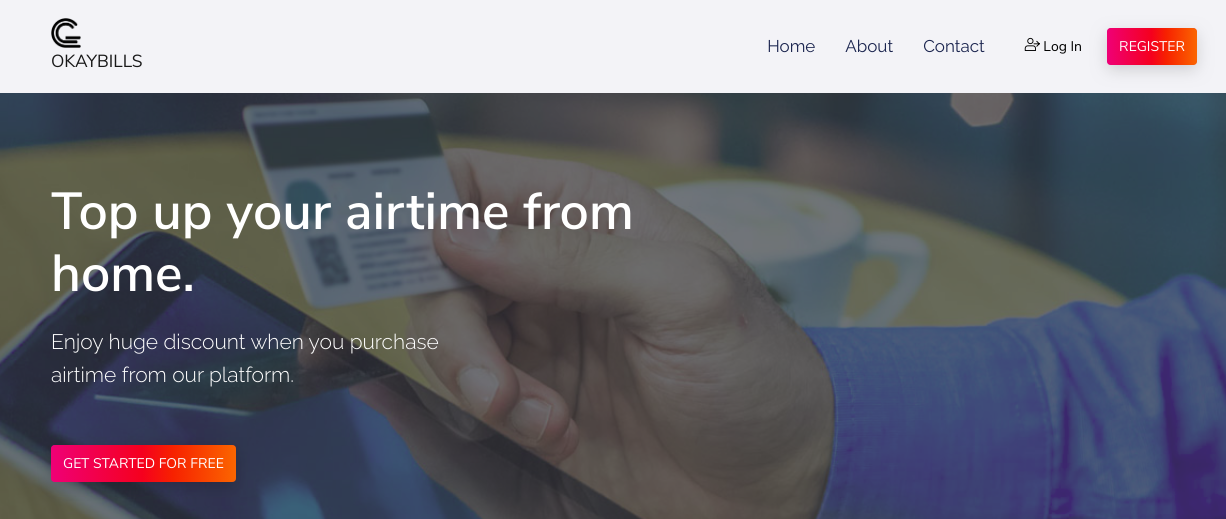 OKAYBILLS
Home
About
Contact
Log In
REGISTER
Top up your airtime from
home.
Enjoy huge discount when you purchase
airtime from our platform.
GET STARTED FOR FREE